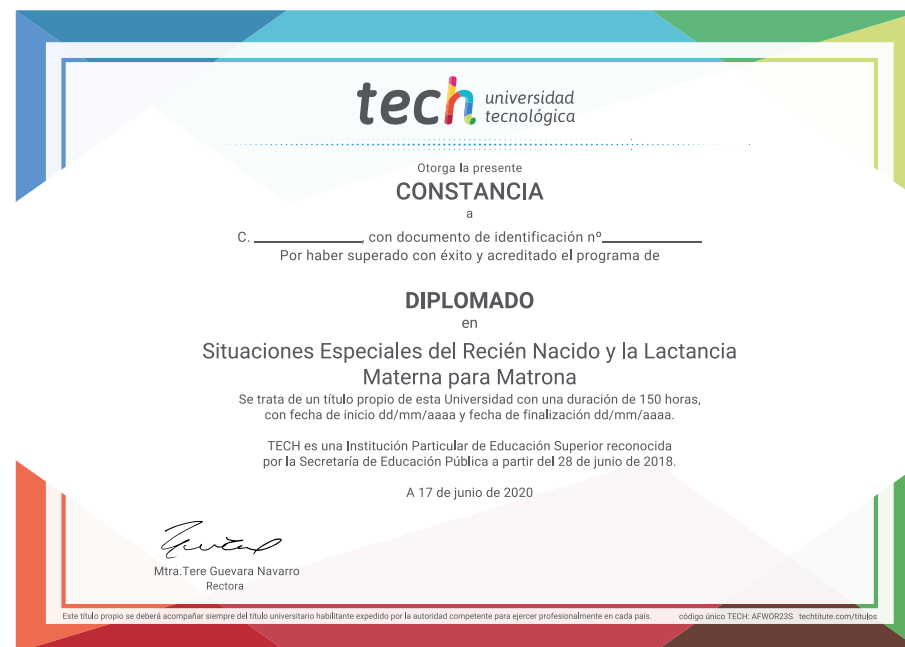 tech universidad
tecnológica
Otorga la presente
CONSTANCIA
a
C. ____________, con documento de identificación nº____________
Por haber superado con éxito y acreditado el programa de
DIPLOMADO
en
Situaciones Especiales del Recién Nacido y la Lactancia
Materna para Matrona
Se trata de un título propio de esta Universidad con una duración de 150 horas,
con fecha de inicio dd/mm/aaaa y fecha de finalización dd/mm/aaaa.
TECH es una Institución Particular de Educación Superior reconocida
por la Secretaría de Educación Pública a partir del 28 de junio de 2018.
A 17 de junio de 2020
Mtra.Tere Guevara Navarro
Rectora
Este título propio se deberá acompañar siempre del título universitario habilitante expedido por la autoridad competente para ejercer profesionalmente en cada país. código único TECH: AFWOR23S techtitute.com/titulos